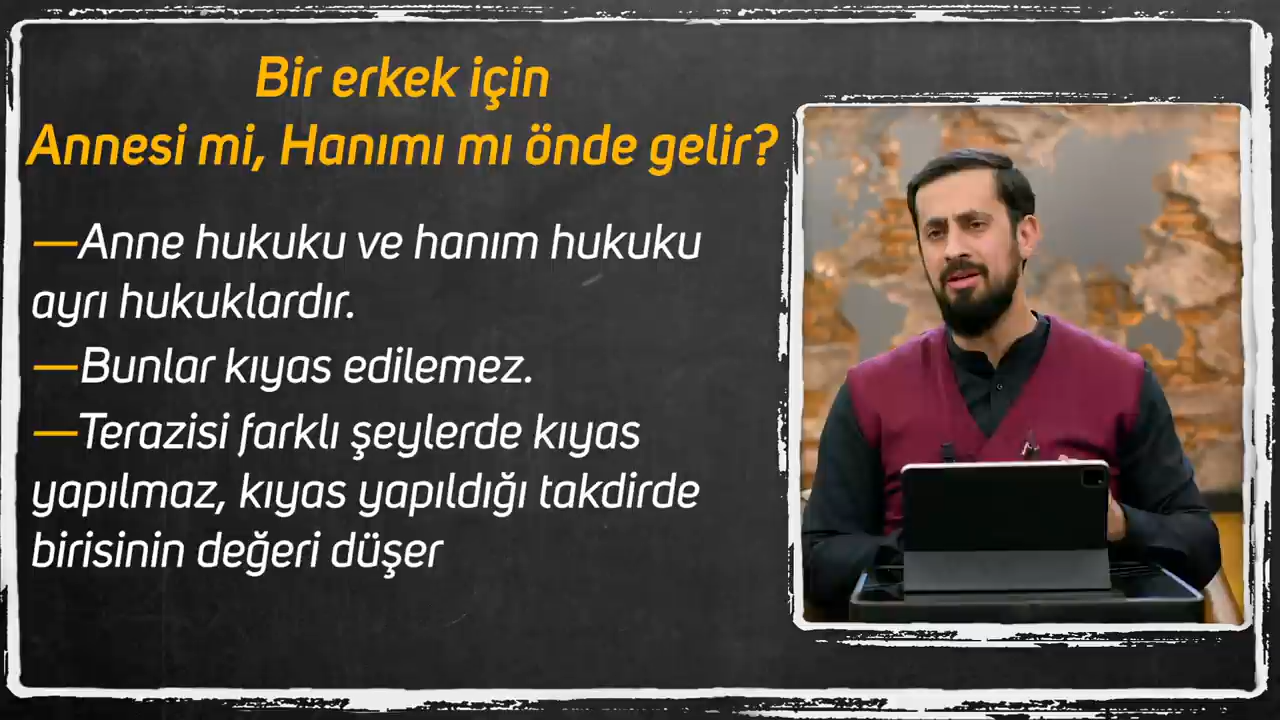 Bir erkek için
Annesi mi, Hanımı mı önde gelir?
—Anne hukuku ve hanım hukuku
ayrı hukuklardır.
—Bunlar kıyas edilemez.
—Terazisi farklı şeylerde kıyas
yapılmaz, kıyas yapıldığı takdirde
birisinin değeri düşer